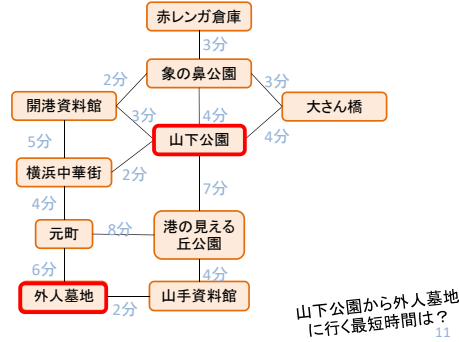 赤レンガ倉庫
3分
象の鼻公園
2分
3分
開港資料館
大さん橋
3分
4分
4分
山下公園
5分
横浜中華街
2分
7分
4分
元町
8分
港の見える
丘公園
6分
4分
外人墓地
2分
山手資料館
山下公園から外人墓地
に行く最短時間は？
11